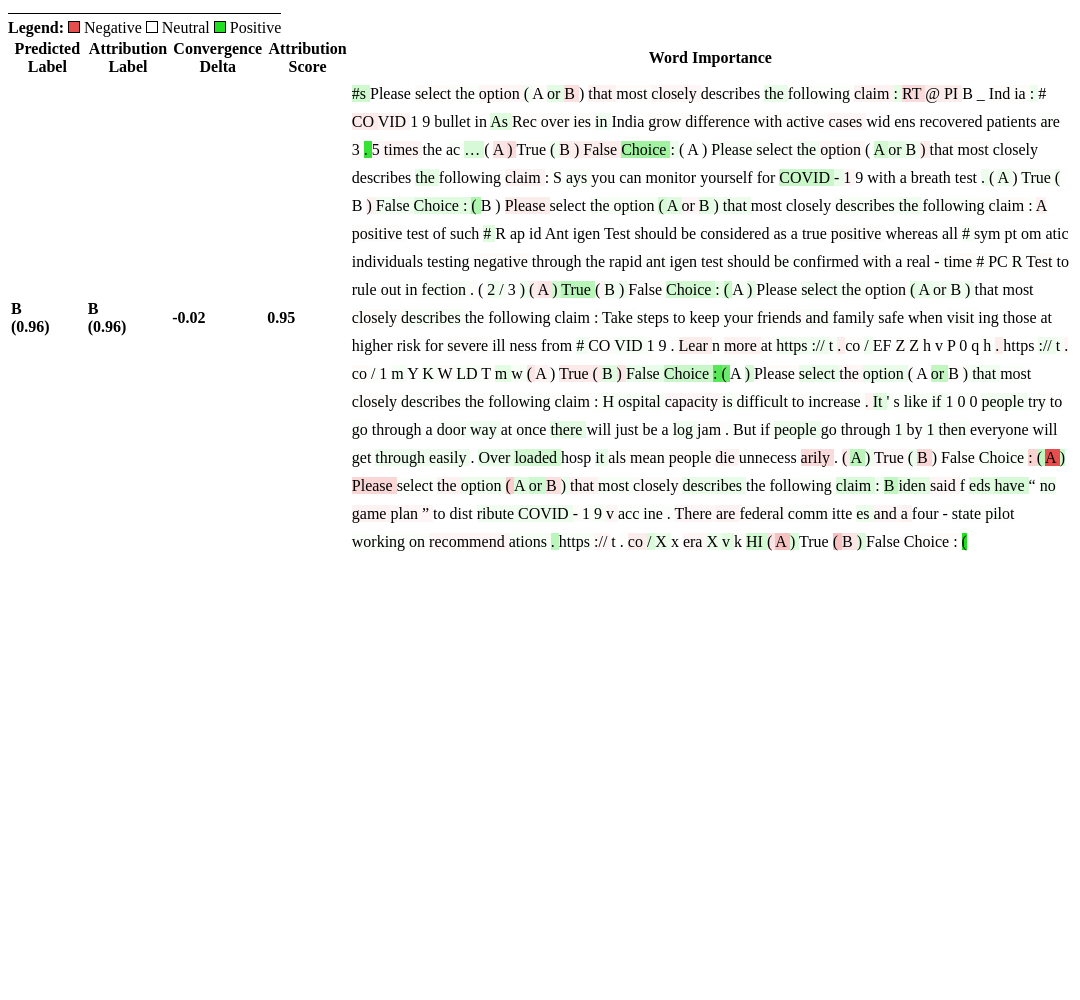 Legend: Negative Neutral Positive
Predicted Label Attribution Label Convergence Delta Attribution Score Word Importance
#s Please select the option ( A or B ) that most closely describes the following claim : RT @ PI B _ Ind ia : #
CO VID 1 9 bullet in As Rec over ies in India grow difference with active cases wid ens recovered patients are
3 . 5 times the ac … ( A ) True ( B ) False Choice : ( A ) Please select the option ( A or B ) that most closely
describes the following claim : S ays you can monitor yourself for COVID - 1 9 with a breath test . ( A ) True (
B ) False Choice : ( B ) Please select the option ( A or B ) that most closely describes the following claim : A
positive test of such # R ap id Ant igen Test should be considered as a true positive whereas all # sym pt om atic
individuals testing negative through the rapid ant igen test should be confirmed with a real - time # PC R Test to
rule out in fection . ( 2 / 3 ) ( A ) True ( B ) False Choice : ( A ) Please select the option ( A or B ) that most
B (0.96) B (0.96) -0.02 0.95 closely describes the following claim : Take steps to keep your friends and family safe when visit ing those at
higher risk for severe ill ness from # CO VID 1 9 . Lear n more at https :// t . co / EF Z Z h v P 0 q h . https :// t .
co / 1 m Y K W LD T m w ( A ) True ( B ) False Choice : ( A ) Please select the option ( A or B ) that most
closely describes the following claim : H ospital capacity is difficult to increase . It ' s like if 1 0 0 people try to
go through a door way at once there will just be a log jam . But if people go through 1 by 1 then everyone will
get through easily . Over loaded hosp it als mean people die unnecess arily . ( A ) True ( B ) False Choice : ( A )
Please select the option ( A or B ) that most closely describes the following claim : B iden said f eds have “ no
game plan ” to dist ribute COVID - 1 9 v acc ine . There are federal comm itte es and a four - state pilot
working on recommend ations . https :// t . co / X x era X v k HI ( A ) True ( B ) False Choice : (